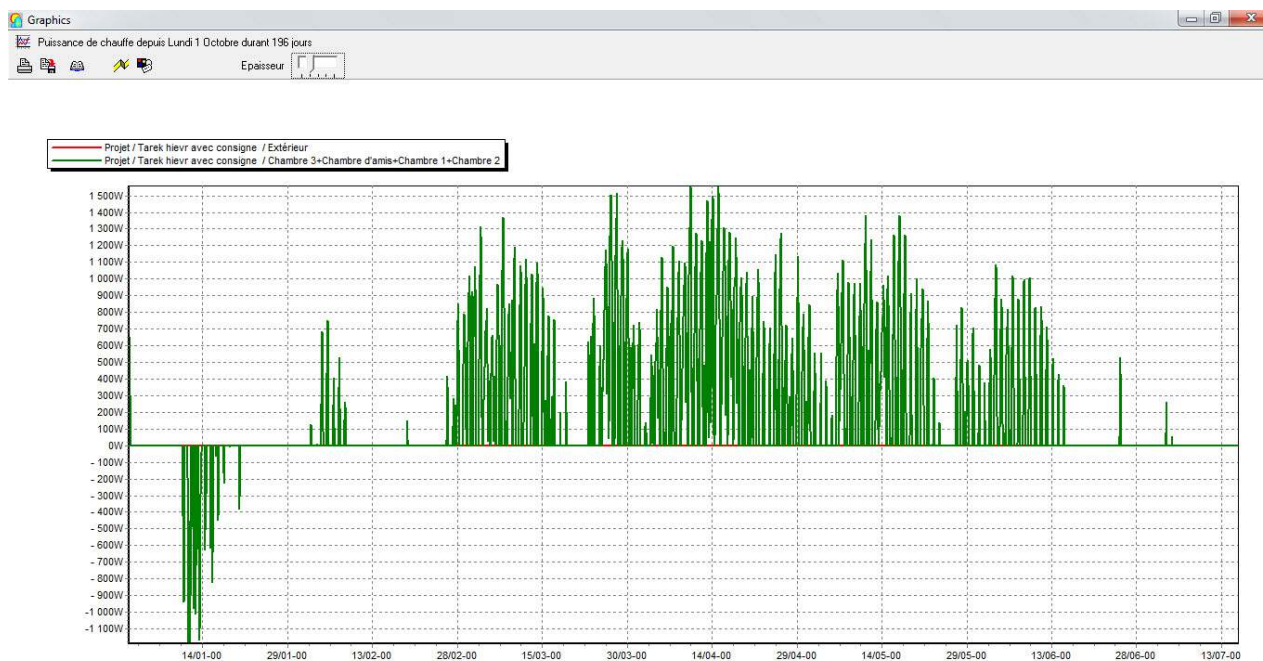 Graphics
Puissance de chauffe depuis Lundi 1 Octobre durant 196 jours
Epaisseur
Projet / Tarek hievr avec consigne / Extérieur
Projet / Tarek hievr avec consigne / Chambre 3+Chambre d'amis+Chambre 1+Chambre 2
1 500W
1 400W
1 300W
1 200W
1 100W
1 000W
900W
800W
700W
600W
500W
400W
300W
200W
100W
0W
- 100W
- 200W
- 300W
- 400W
- 500W
- 600W
- 700W
- 800W
- 900W
-1 000W
-1 100W
14/01-00 29/01-00 13/02-00 28/02-00 15/03-00 30/03-00 14/04-00 29/04-00 14/05-00 29/05-00 13/06-00 28/06-00 13/07-00